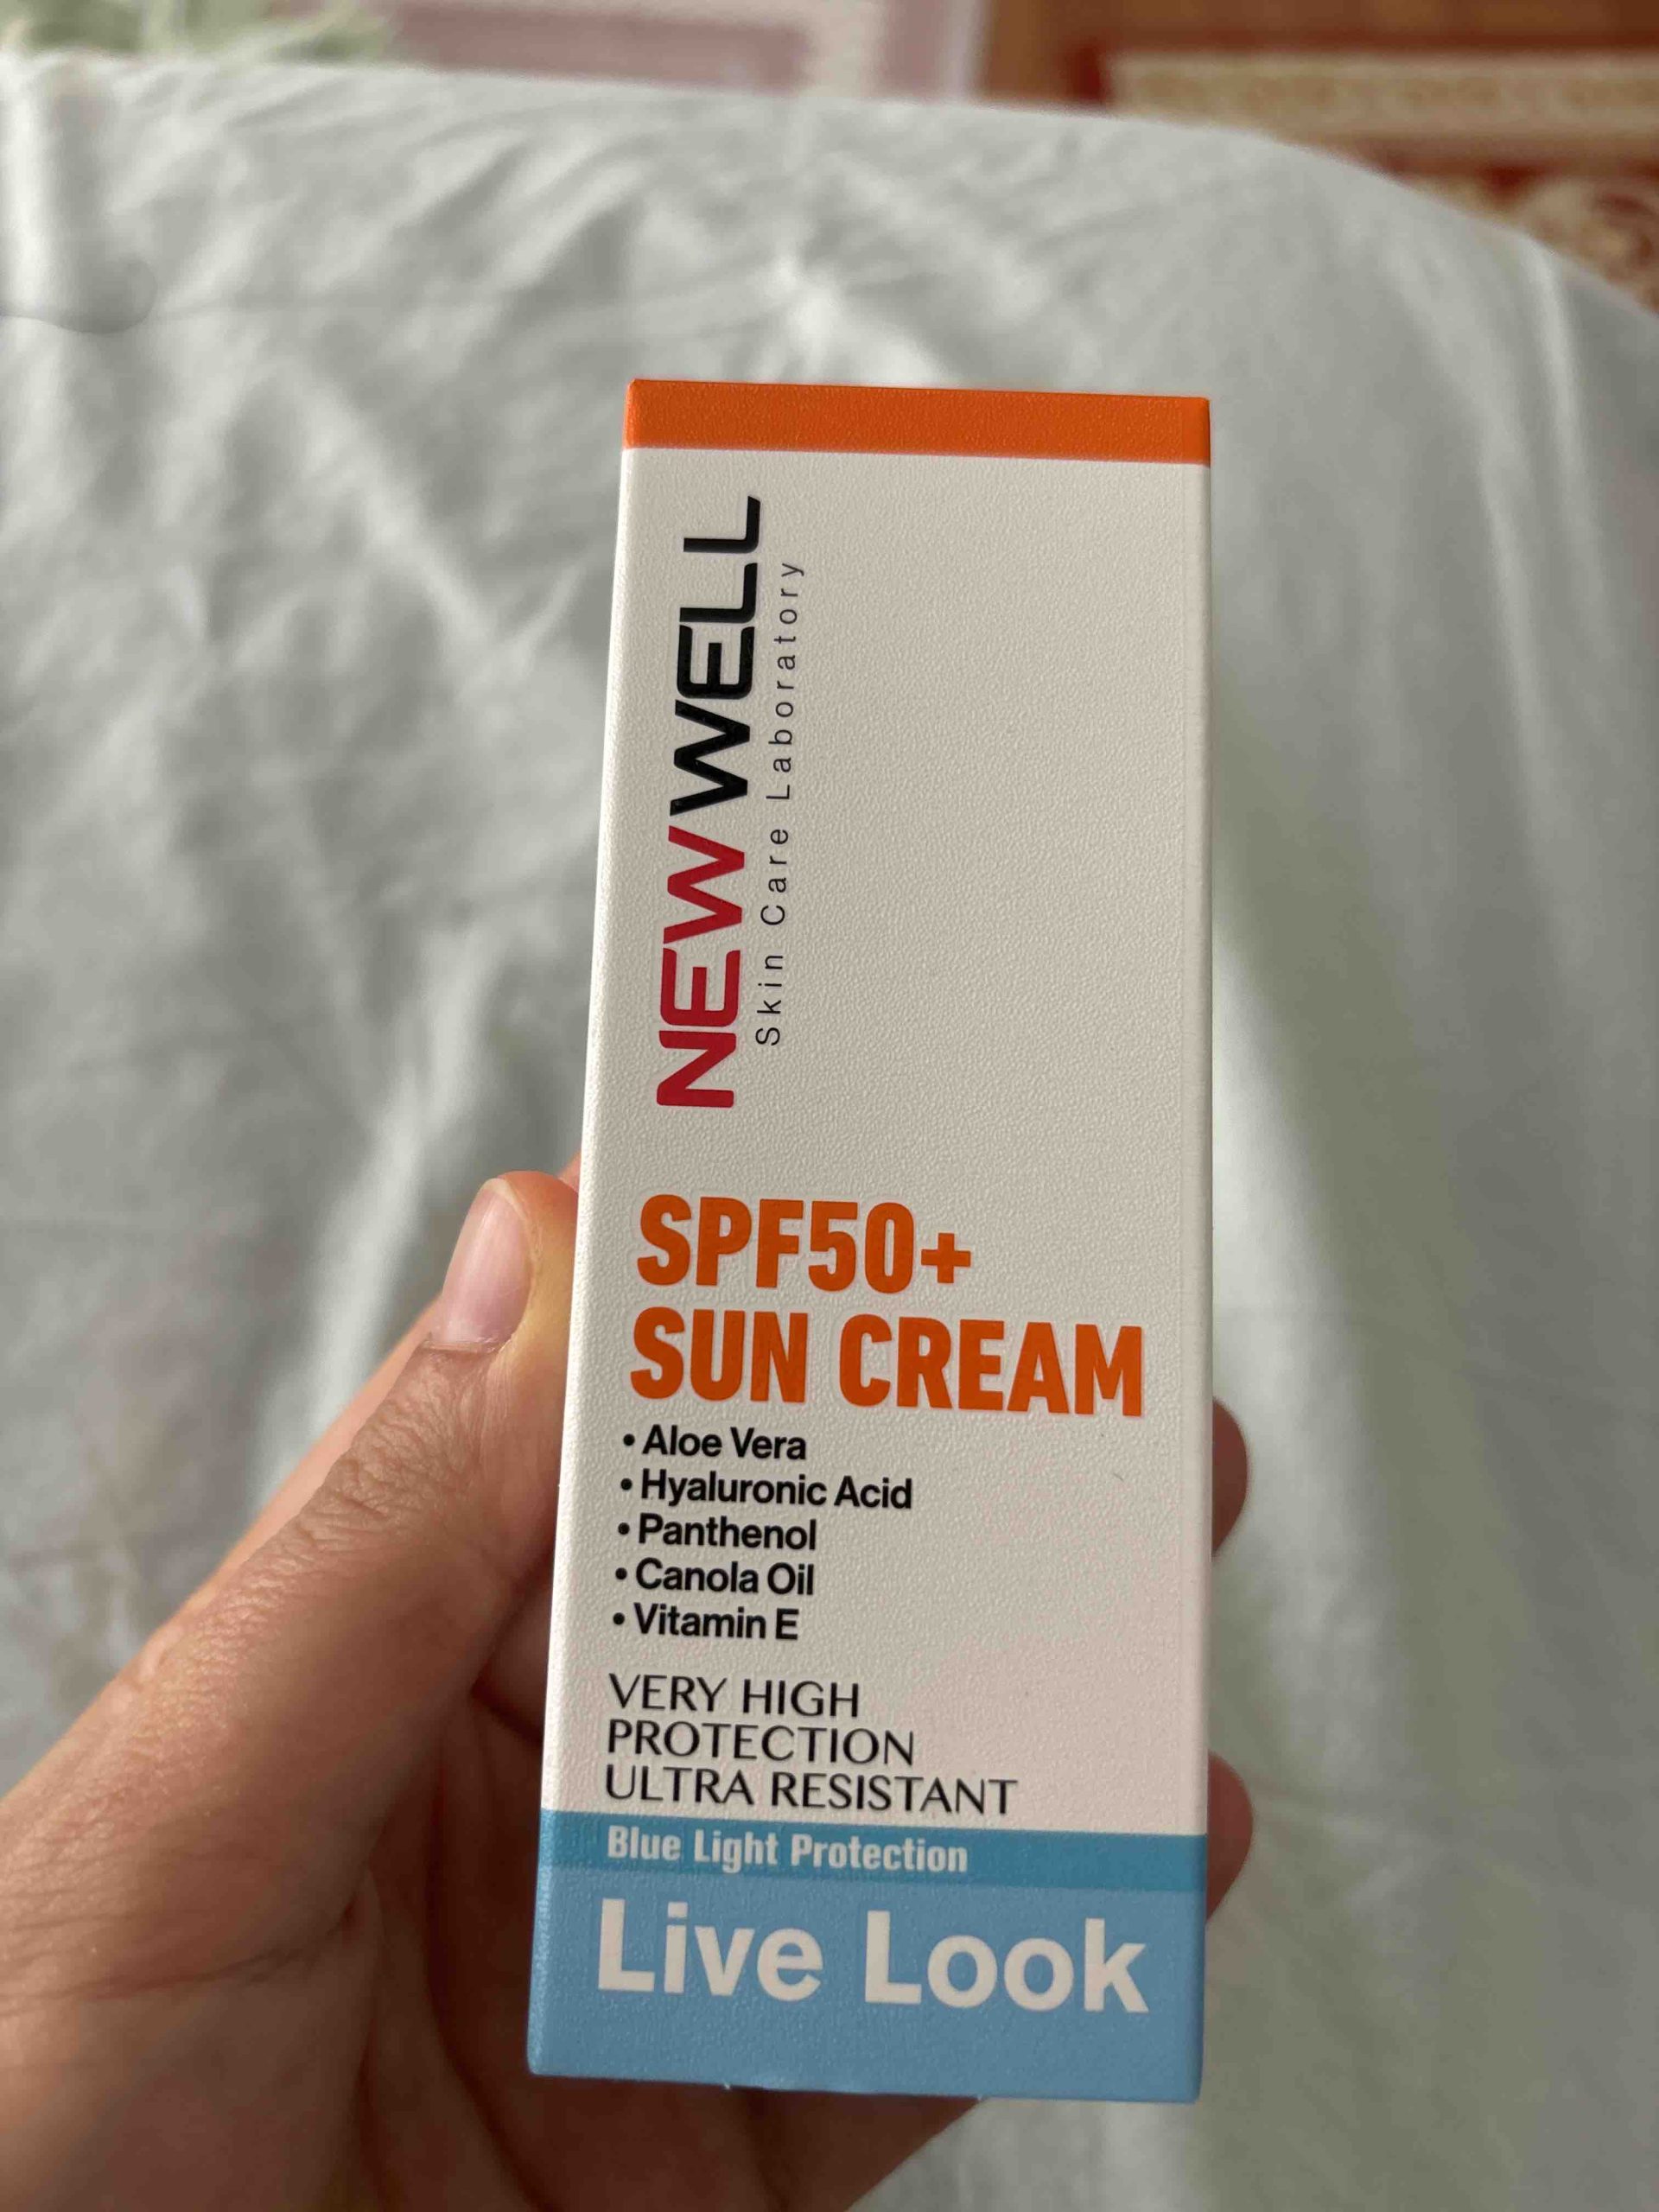 NEWWELL
Skin Care Laboratory
SPF50+
SUN CREAM
• Aloe Vera
• Hyaluronic Acid
• Panthenol
• Canola Oil
• Vitamin E
VERY HIGH
PROTECTION
ULTRA RESISTANT
Blue Light Protection
Live Look